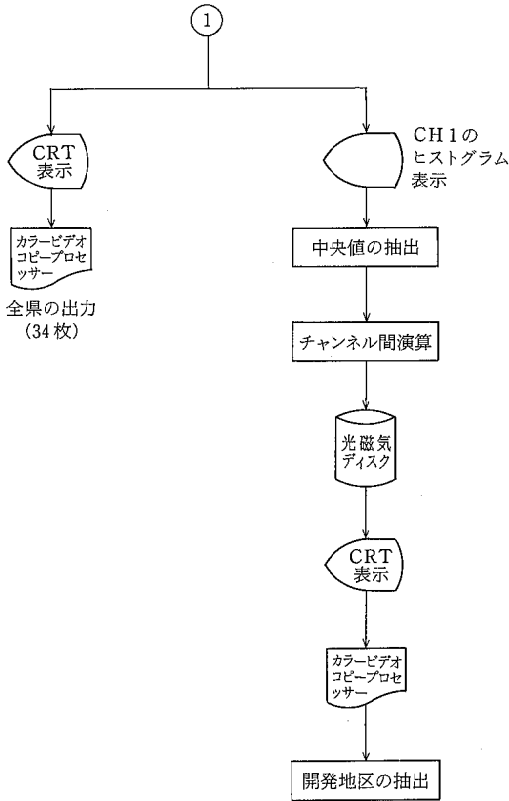 1
CRT
表示
カラービデオ
コピープロセ
ッサー
全県の出力
(34枚)
CH1の
ヒストグラム
表示
中央値の抽出
チャンネル間演算
光磁気
ディスク
CRT
表示
カラービデオ
コピープロセ
ッサー
開発地区の抽出